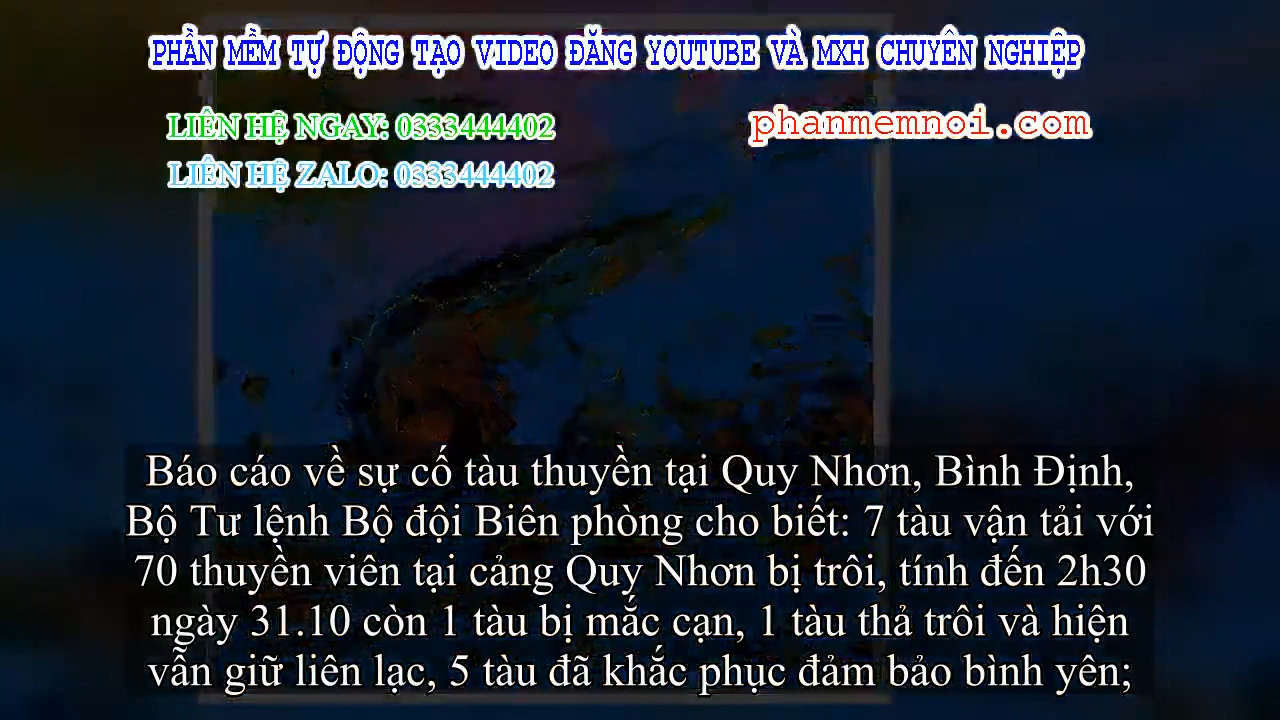 PHẦN MỀM TỰ ĐỘNG TẠO VIDEO ĐĂNG YOUTUBE VÀ MXH CHUYÊN NGHIỆP
LIÊN HỆ NGAY: 0333444402
phanmemnoi.com
LIÊN HỆ ZALO: 0333444402
Báo cáo về sự cố tàu thuyền tại Quy Nhơn, Bình Định,
Bộ Tư lệnh Bộ đội Biên phòng cho biết: 7 tàu vận tải với
70 thuyền viên tại cảng Quy Nhơn bị trôi, tính đến 2h30
ngày 31.10 còn 1 tàu bị mắc cạn, 1 tàu thả trôi và hiện
vẫn giữ liên lạc, 5 tàu đã khắc phục đảm bảo bình yên;